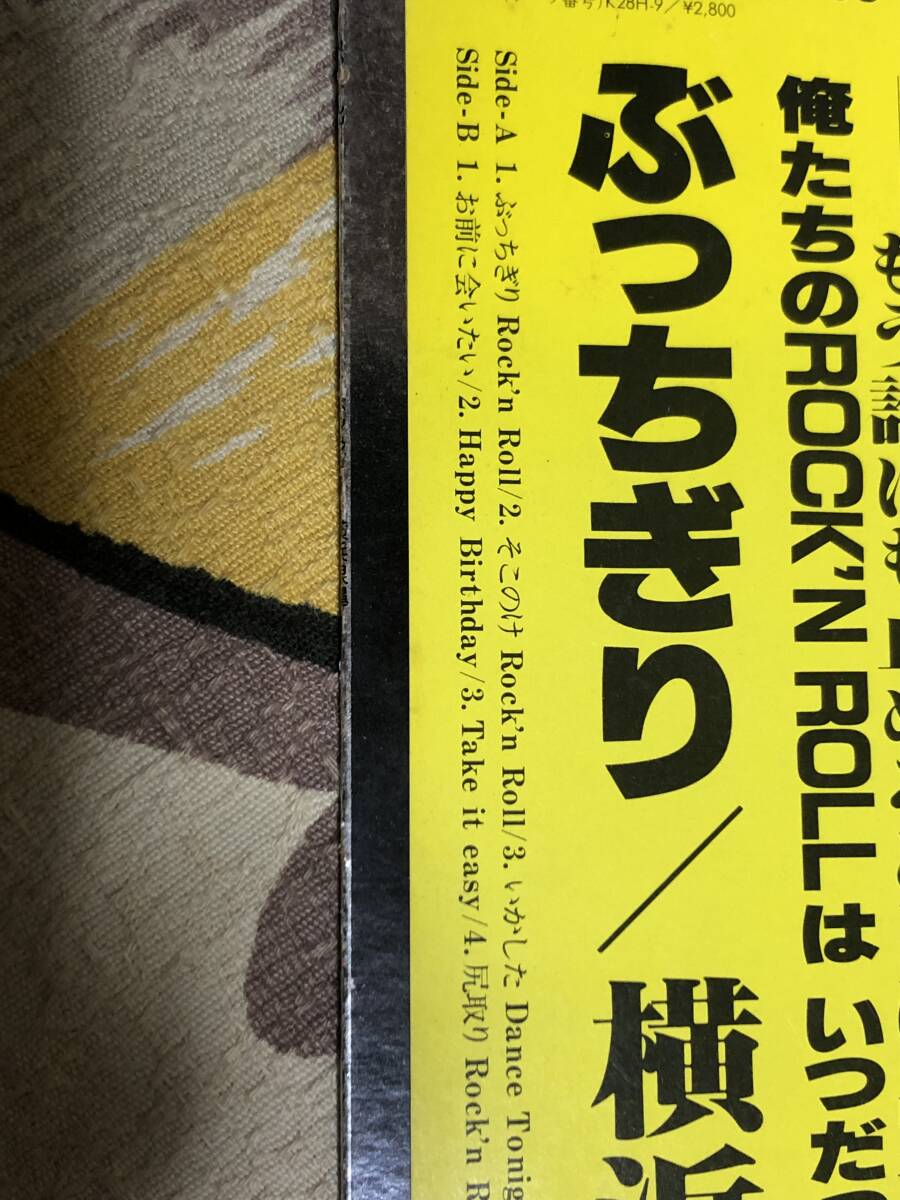 番号)K28H-9/¥2,800
俺たちのROCK'N ROLLは いつだ
ぶっちぎり/横浜
Side-A 1. ぶっちぎり Rock'n Roll/2. そこのけ Rock'n Roll/3. いかした Dance Tonig
Side-B 1. お前に会いたい/2. Happy Birthday/3. Take it easy/4. 尻取り Rock'n R